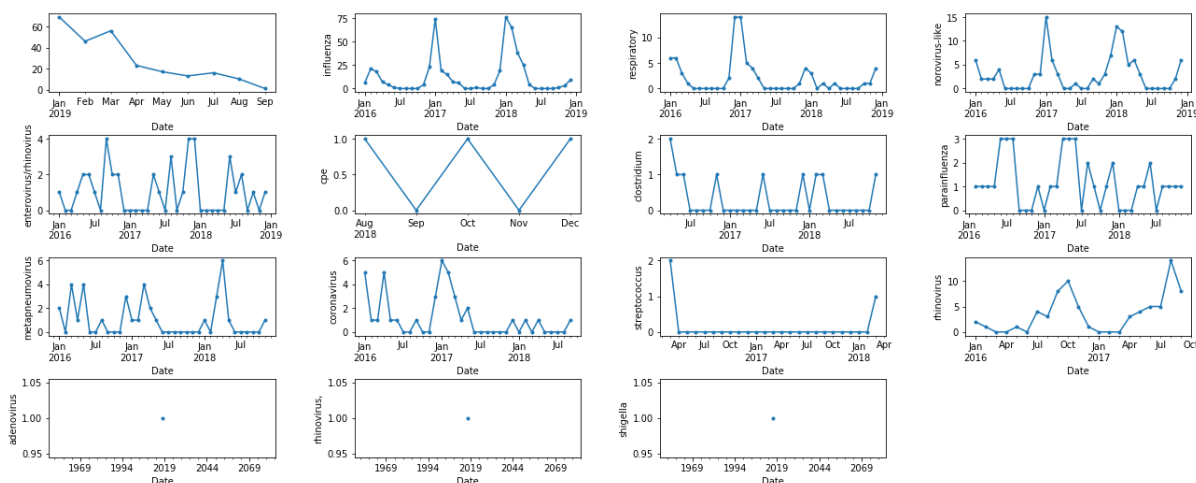 60
40
20
0
Jan Feb Mar Apr May Jun Jul Aug Sep
2019
Date
influenza
75
50
25
0
Jan Jul Jan Jul Jan Jul Jan
2016 2017 2018 2019
Date
respiratory
10
5
0
Jan Jul Jan Jul Jan Jul Jan
2016 2017 2018 2019
Date
norovirus-like
15
10
5
0
Jan Jul Jan Jul Jan Jul Jan
2016 2017 2018 2019
Date
enterovirus/rhinovirus
4
2
0
Jan Jul Jan Jul Jan Jul Jan
2016 2017 2018 2019
Date
cpe
1.0
0.5
0.0
Aug Sep Oct Nov Dec
2018
Date
clostridium
2
1
0
Jul Jan Jul Jan Jul
2017 2018
Date
parainfluenza
3
2
1
0
Jan Jul Jan Jul Jan Jul
2016 2017 2018
Date
metapneumovirus
6
4
2
0
Jan Jul Jan Jul Jan Jul
2016 2017 2018
Date
coronavirus
6
4
2
0
Jan Jul Jan Jul Jan Jul
2016 2017 2018
Date
streptococcus
2
1
0
Apr Jul Oct Jan Apr Jul Oct Jan Apr
2017 2018
Date
rhinovirus
10
5
0
Jan Apr Jul Oct Jan Apr Jul Oct
2016 2017
Date
adenovirus
1.05
1.00
0.95
1969 1994 2019 2044 2069
Date
rhinovirus,
1.05
1.00
0.95
1969 1994 2019 2044 2069
Date
shigella
1.05
1.00
0.95
1969 1994 2019 2044 2069
Date